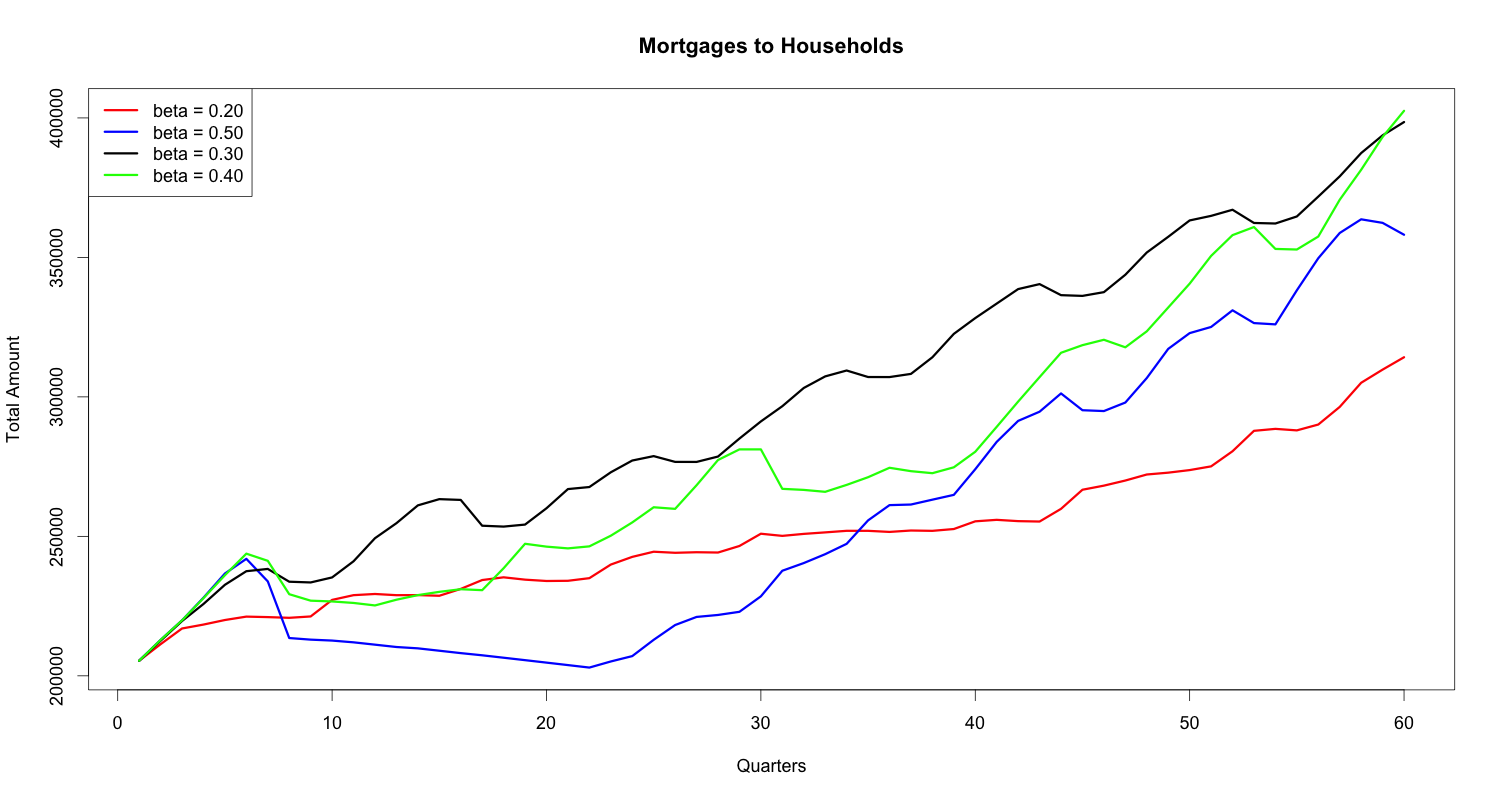 Mortgages to Households
beta = 0.20
beta = 0.50
beta = 0.30
beta = 0.40
Total Amount
400000
350000
300000
250000
200000
0 10 20 30 40 50 60
Quarters